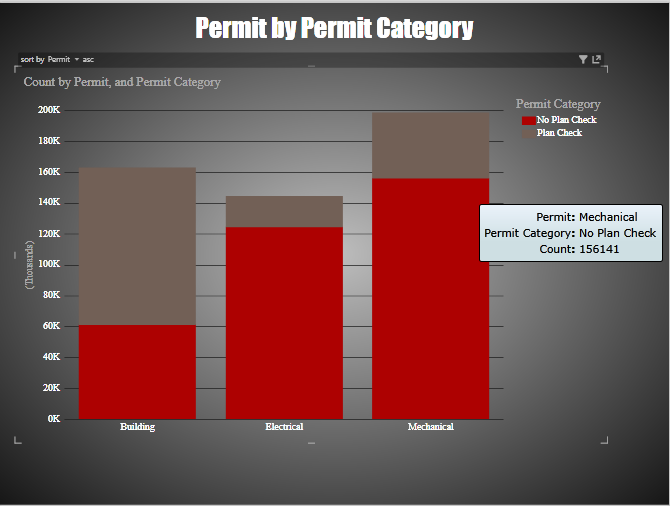 Permit by Permit Category
sort by Permit asc
Count by Permit, and Permit Category
Permit Category
No Plan Check
Plan Check
(Thousands)
200K
180K
160K
140K
120K
100K
80K
60K
40K
20K
0K
Building Electrical Mechanical
Permit: Mechanical
Permit Category: No Plan Check
Count: 156141